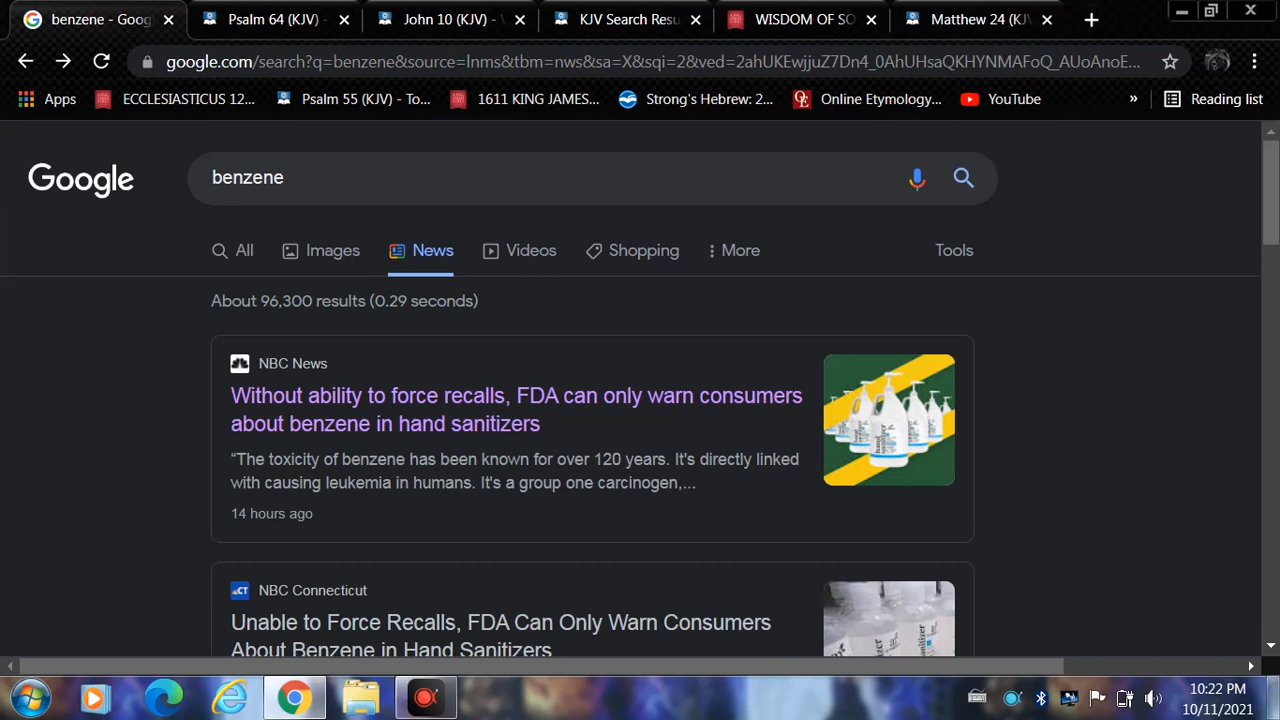 benzene - Goog
Psalm 64 (KJV) -
John 10 (KJV) -
KJV Search Resu
WISDOM OF SO
Matthew 24 (KJV
google.com/search?q=benzene&source=lnms&tbm=nws&sa=X&sqi=2&ved=2ahUKEwjjuZ7Dn4_0AhUHsaQKHYNMAFoQ_AUoAnoE...
Apps
ECCLESIASTICUS 12...
Psalm 55 (KJV) - To...
1611 KING JAMES...
Strong's Hebrew: 2...
Online Etymology...
YouTube
»
Reading list
Google
benzene
All
Images
News
Videos
Shopping
More
Tools
About 96,300 results (0.29 seconds)
NBC News
Without ability to force recalls, FDA can only warn consumers
about benzene in hand sanitizers
“The toxicity of benzene has been known for over 120 years. It's directly linked
with causing leukemia in humans. It's a group one carcinogen,...
14 hours ago
NBC Connecticut
Unable to Force Recalls, FDA Can Only Warn Consumers
About Benzene in Hand Sanitizers
10:22 PM
10/11/2021